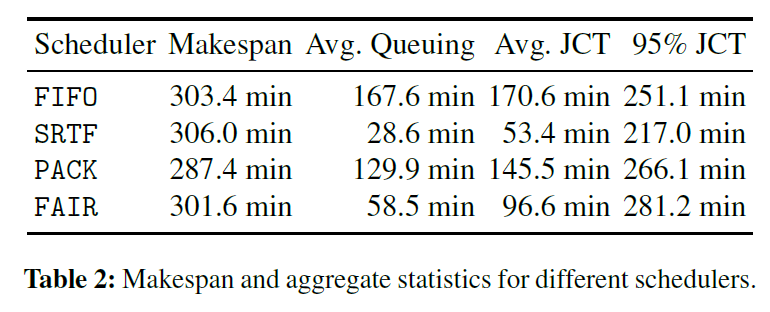 Scheduler Makespan Avg. Queuing Avg. JCT 95% JCT
FIFO 303.4 min 167.6 min 170.6 min 251.1 min
SRTF 306.0 min 28.6 min 53.4 min 217.0 min
PACK 287.4 min 129.9 min 145.5 min 266.1 min
FAIR 301.6 min 58.5 min 96.6 min 281.2 min
Table 2: Makespan and aggregate statistics for different schedulers.